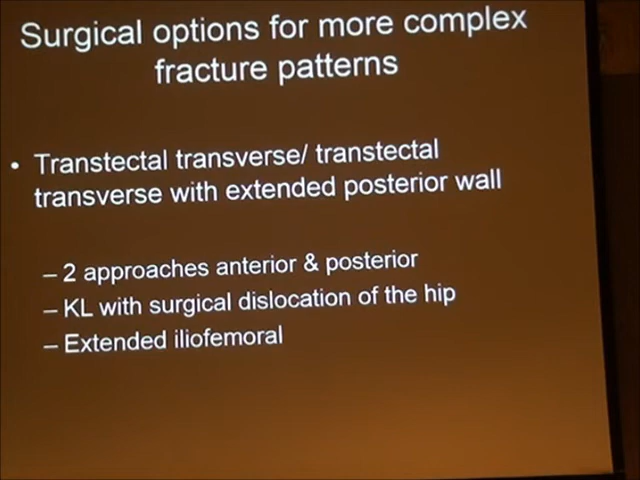 Surgical options for more complex
fracture patterns
• Transtectal transverse/ transtectal
transverse with extended posterior wall
– 2 approaches anterior & posterior
– KL with surgical dislocation of the hip
– Extended iliofemoral